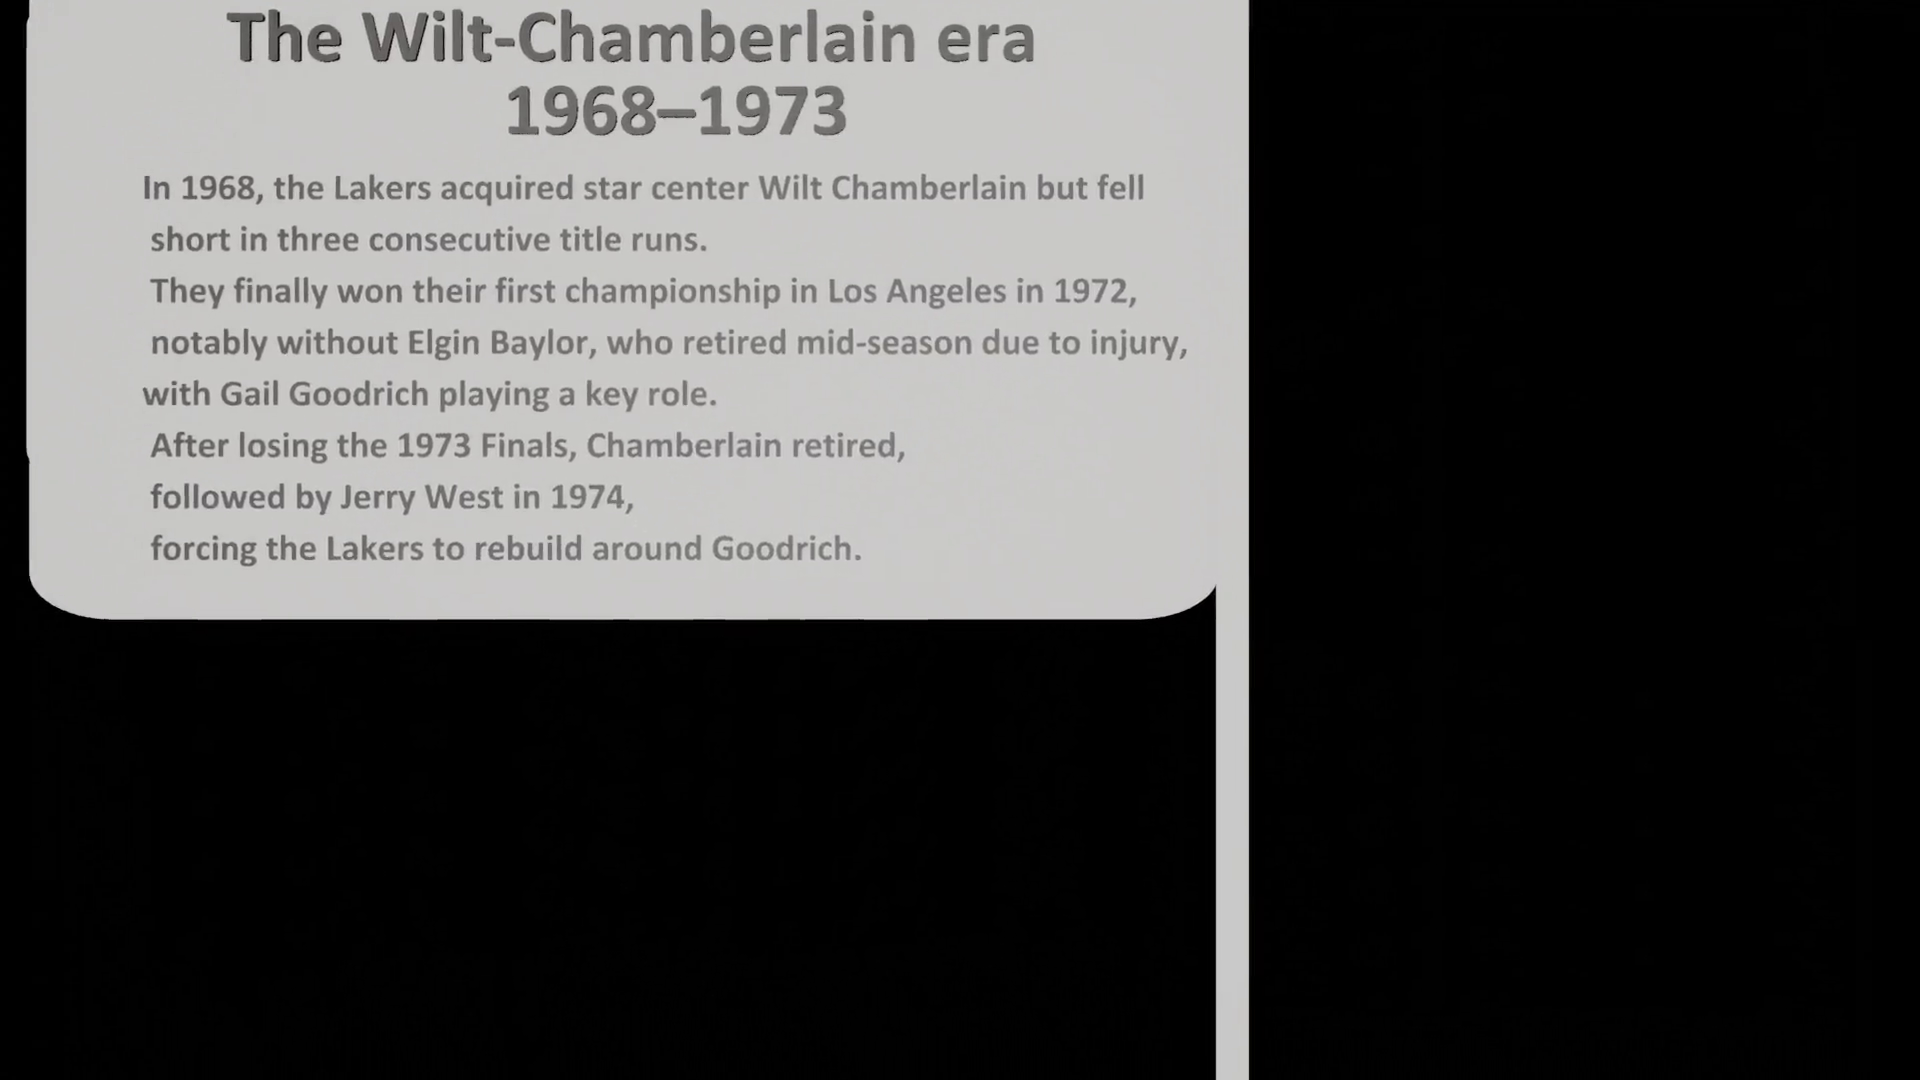 The Wilt-Chamberlain era
1968–1973
In 1968, the Lakers acquired star center Wilt Chamberlain but fell
short in three consecutive title runs.
They finally won their first championship in Los Angeles in 1972,
notably without Elgin Baylor, who retired mid-season due to injury,
with Gail Goodrich playing a key role.
After losing the 1973 Finals, Chamberlain retired,
followed by Jerry West in 1974,
forcing the Lakers to rebuild around Goodrich.